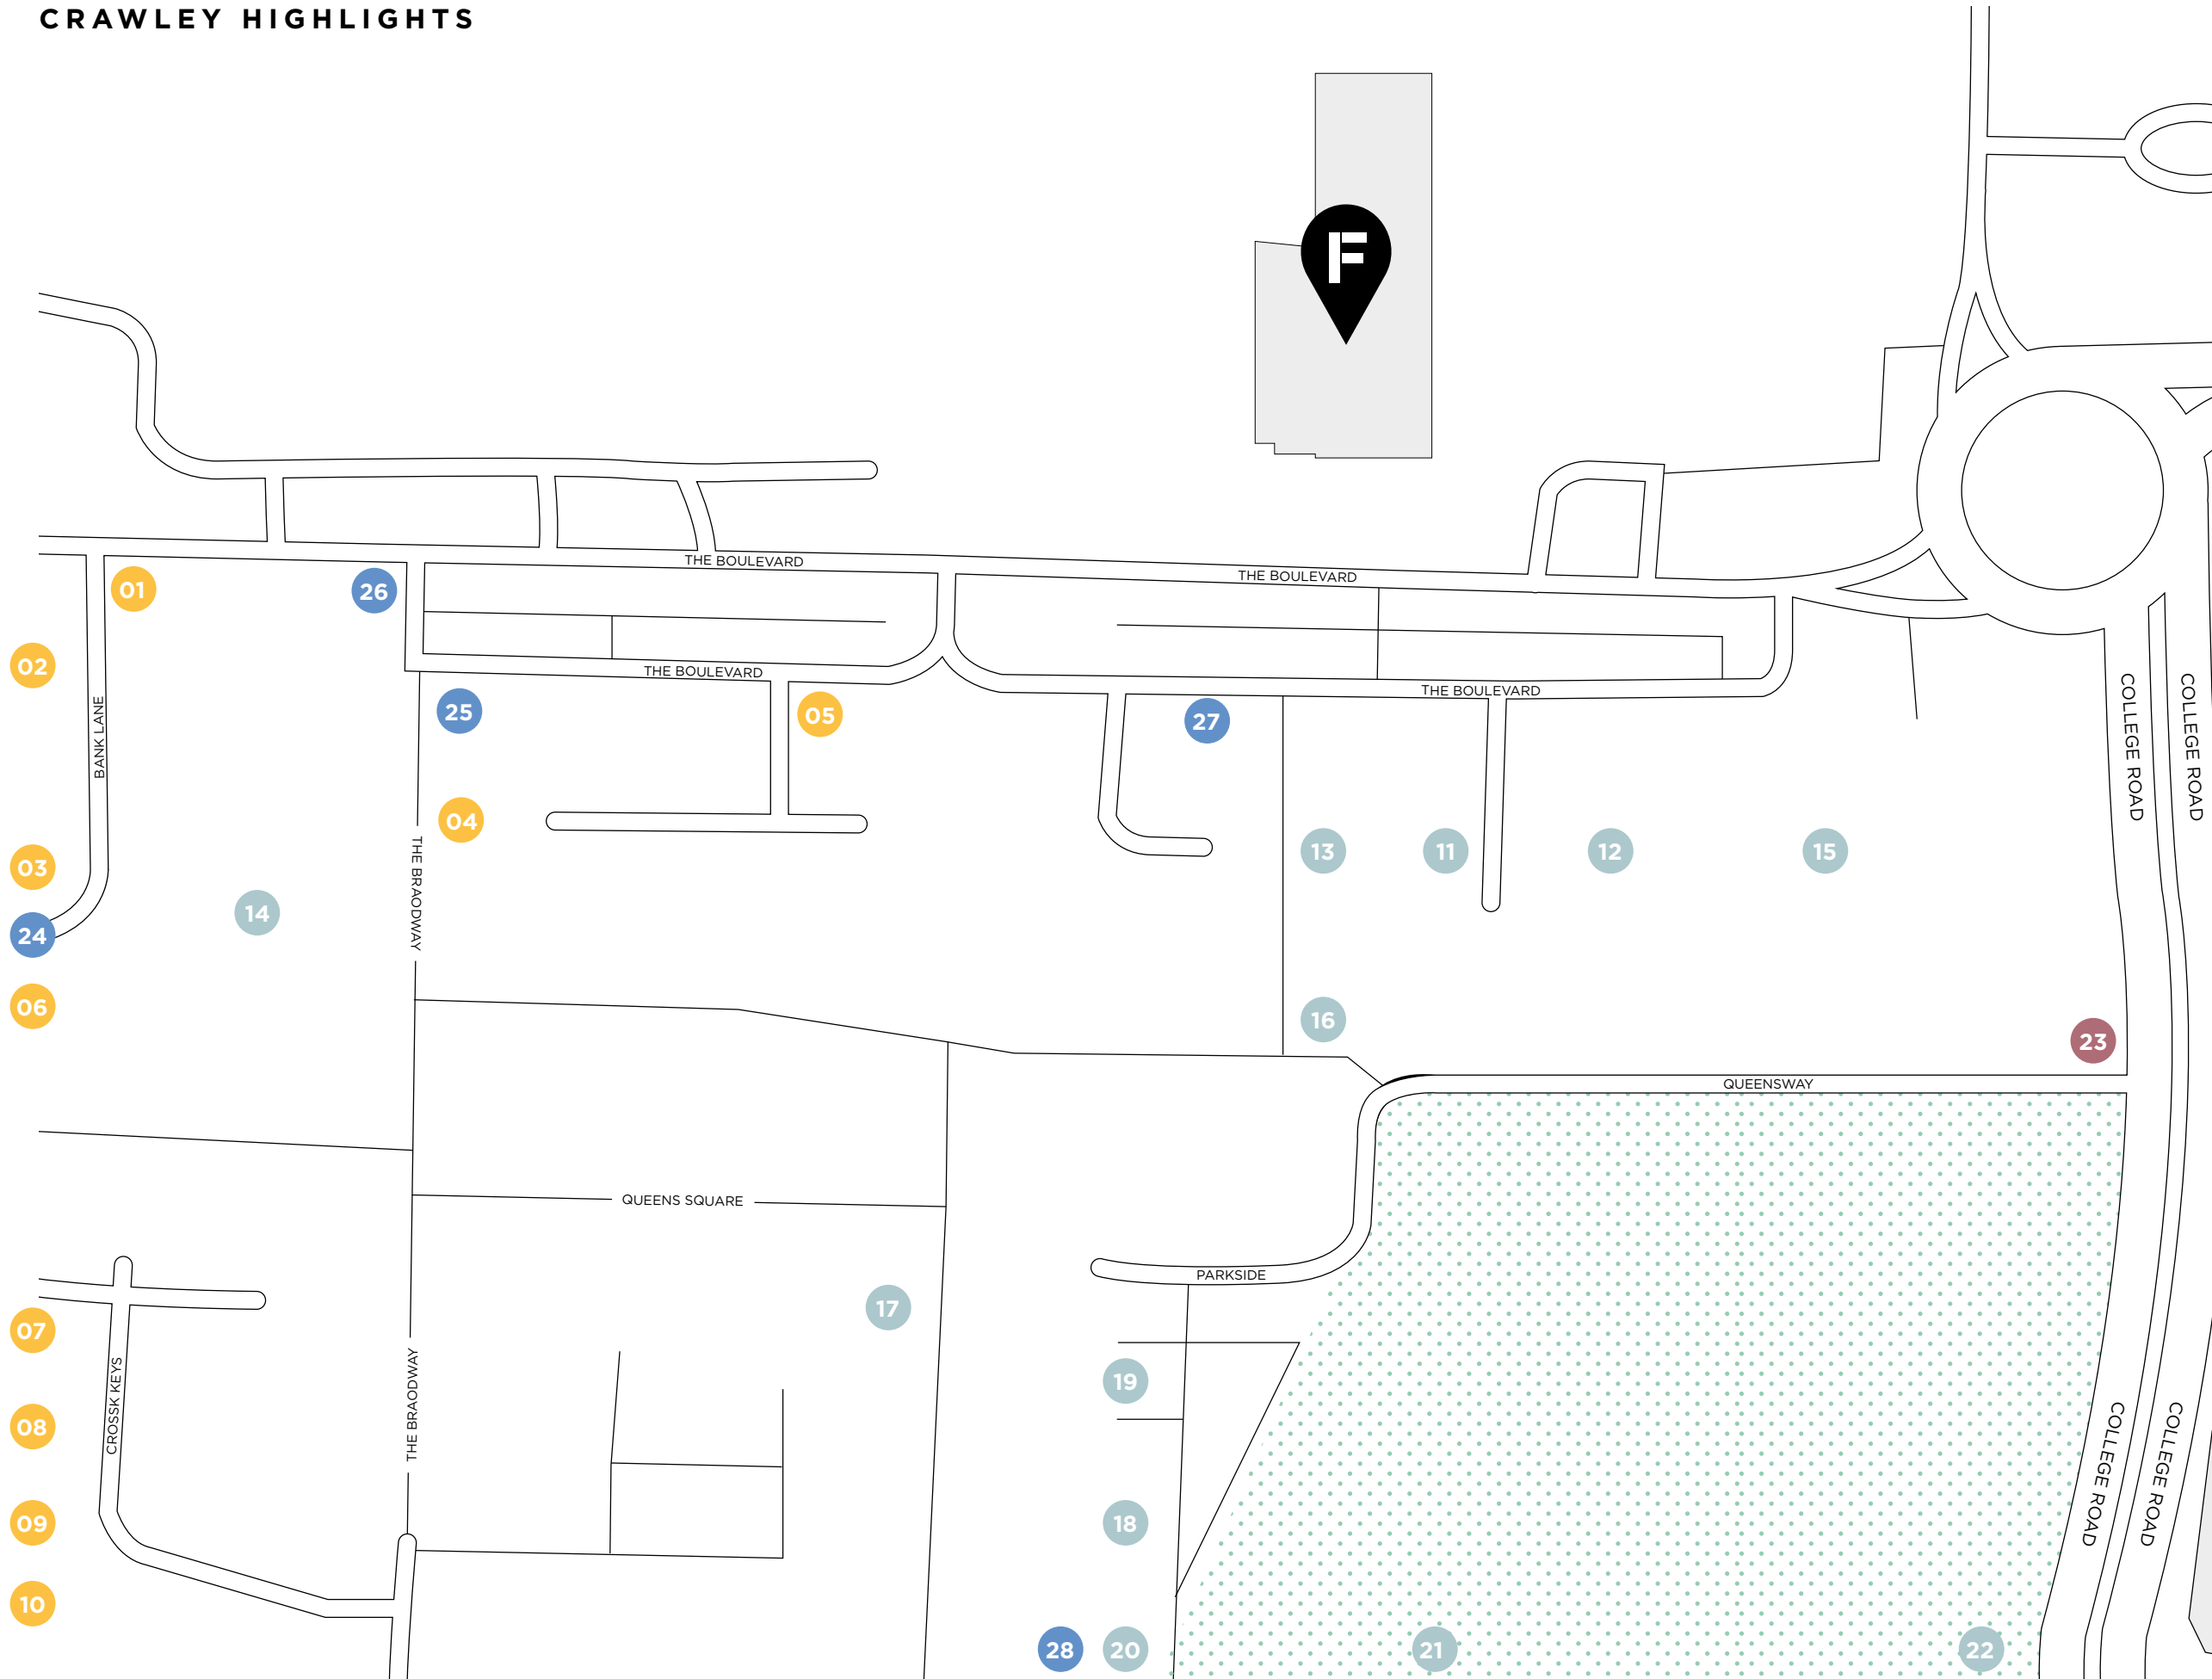 CRAWLEY HIGHLIGHTS
F
THE BOULEVARD
THE BOULEVARD
01
26
02
THE BOULEVARD
THE BOULEVARD
COLLEGE ROAD
COLLEGE ROAD
BANK LANE
25
05
27
04
THE BRAODWAY
13
11
12
15
03
14
24
06
16
23
QUEENSWAY
QUEENS SQUARE
PARKSIDE
17
07
CROSSK KEYS
THE BRAODWAY
19
08
COLLEGE ROAD
COLLEGE ROAD
09
18
10
28
20
21
22